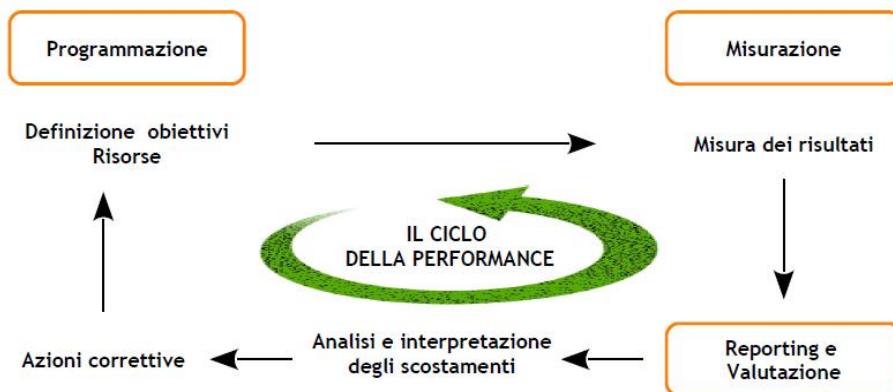 Programmazione
Misurazione
Definizione obiettivi
Risorse
Misura dei risultati
IL CICLO
DELLA PERFORMANCE
Azioni correttive
Analisi e interpretazione
degli scostamenti
Reporting e
Valutazione